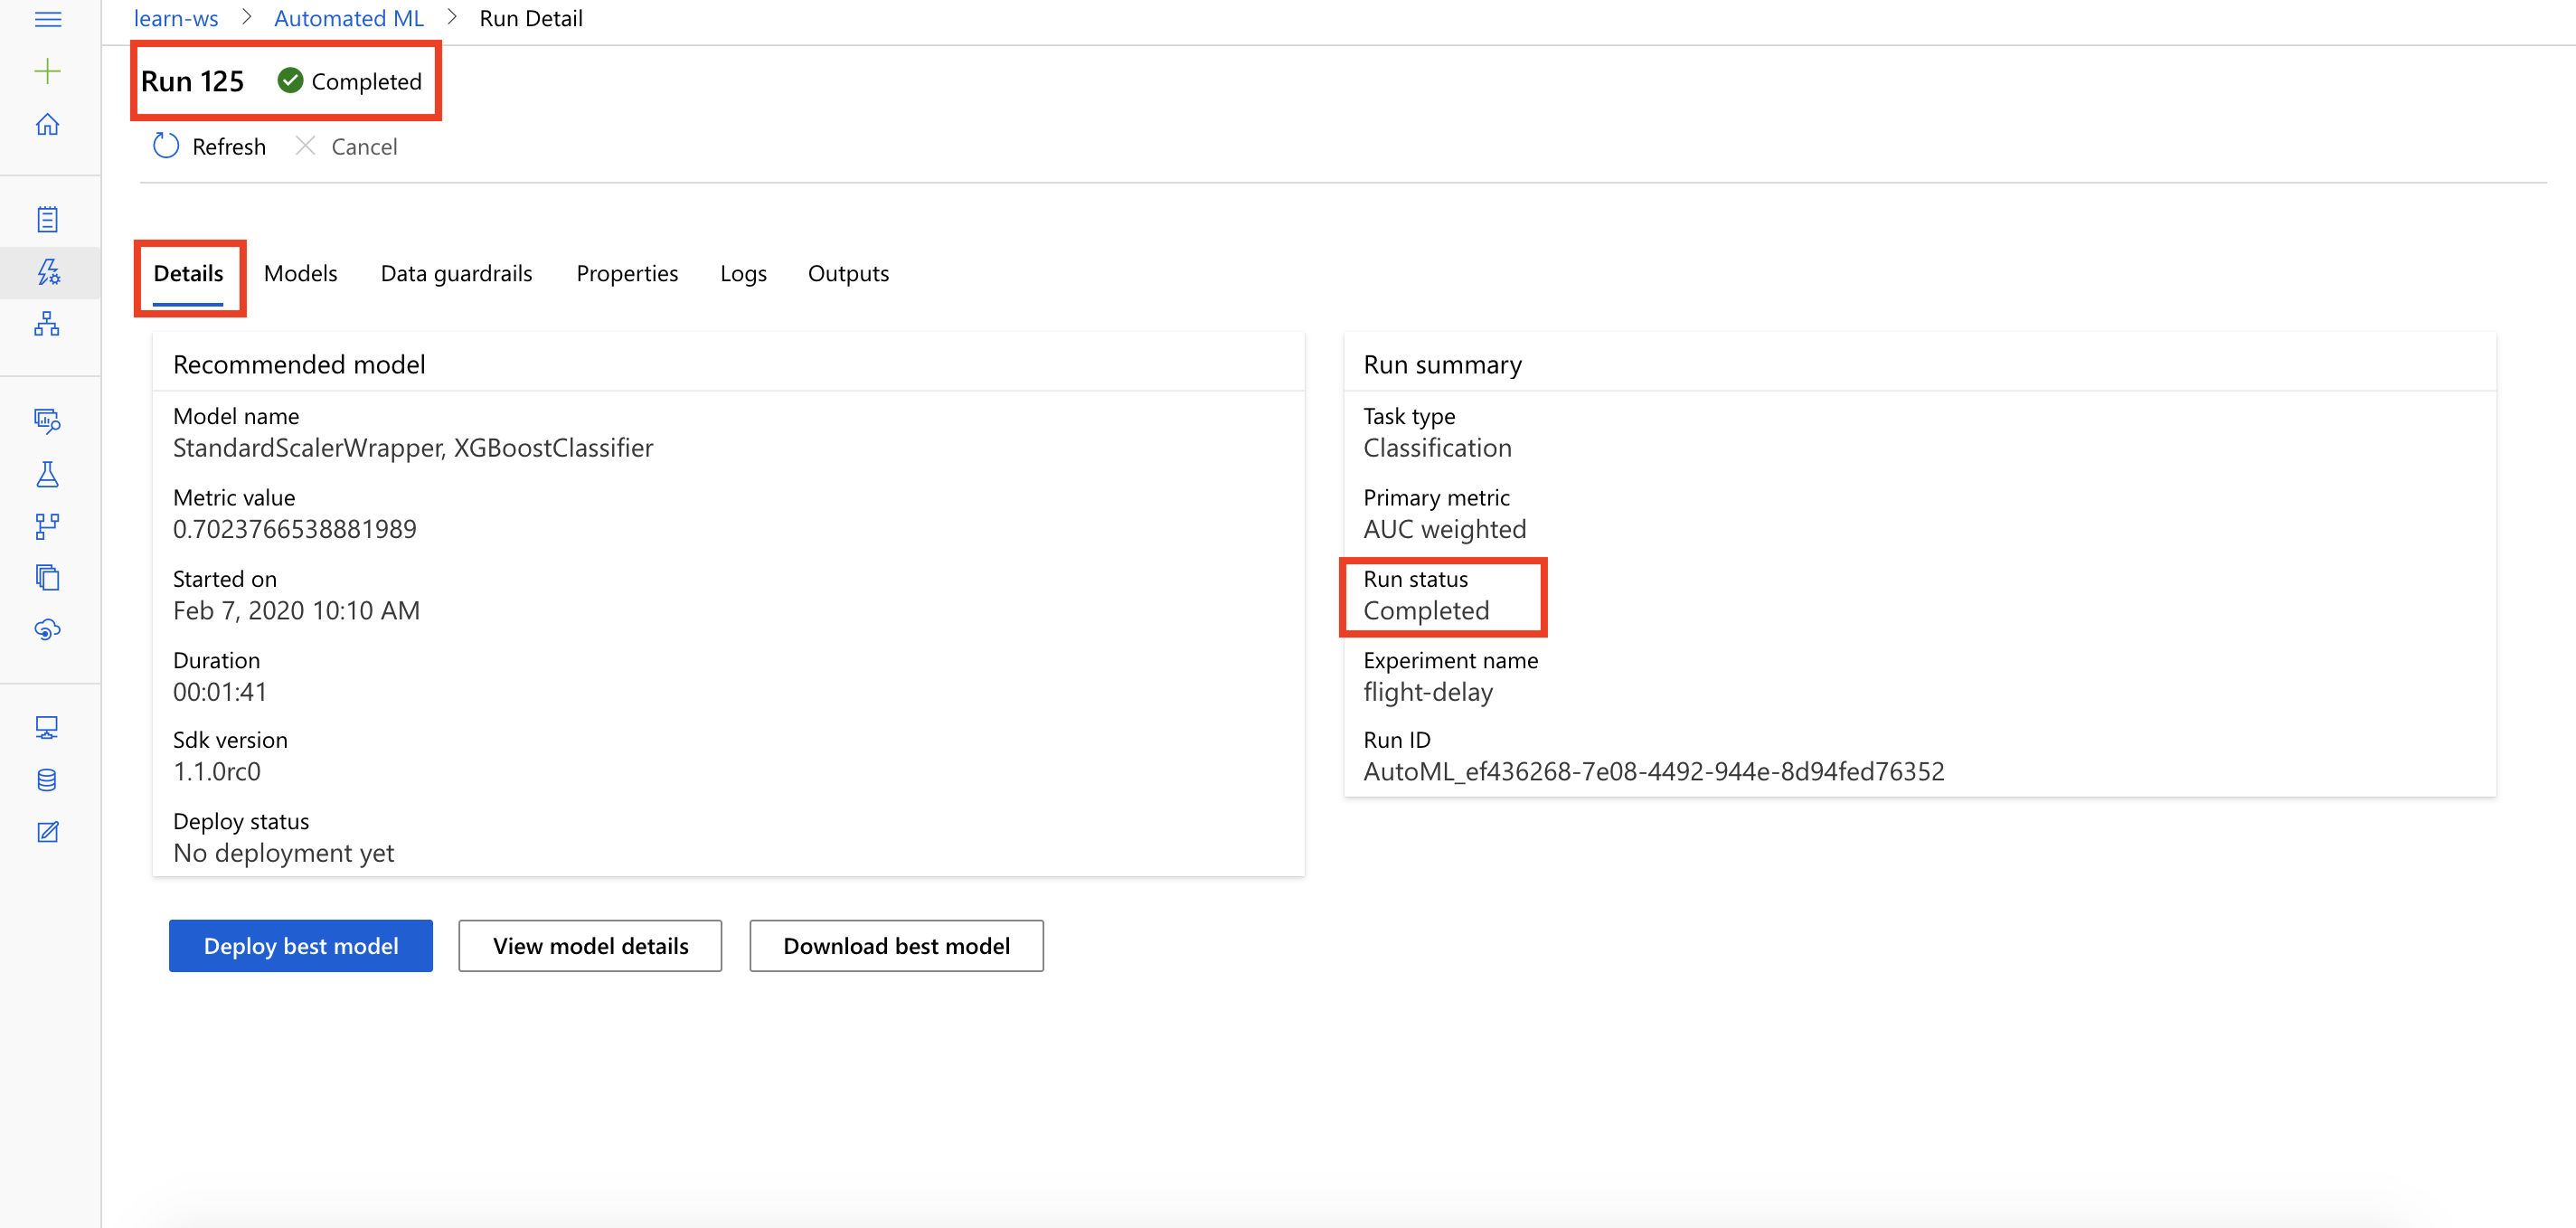 learn-ws > Automated ML > Run Detail
Run 125 Completed
Refresh Cancel
Details Models Data guardrails Properties Logs Outputs
Recommended model
Model name
StandardScalerWrapper, XGBoostClassifier
Metric value
0.7023766538881989
Started on
Feb 7, 2020 10:10 AM
Duration
00:01:41
Sdk version
1.1.0rc0
Deploy status
No deployment yet
Run summary
Task type
Classification
Primary metric
AUC weighted
Run status
Completed
Experiment name
flight-delay
Run ID
AutoML_ef436268-7e08-4492-944e-8d94fed76352
Deploy best model View model details Download best model